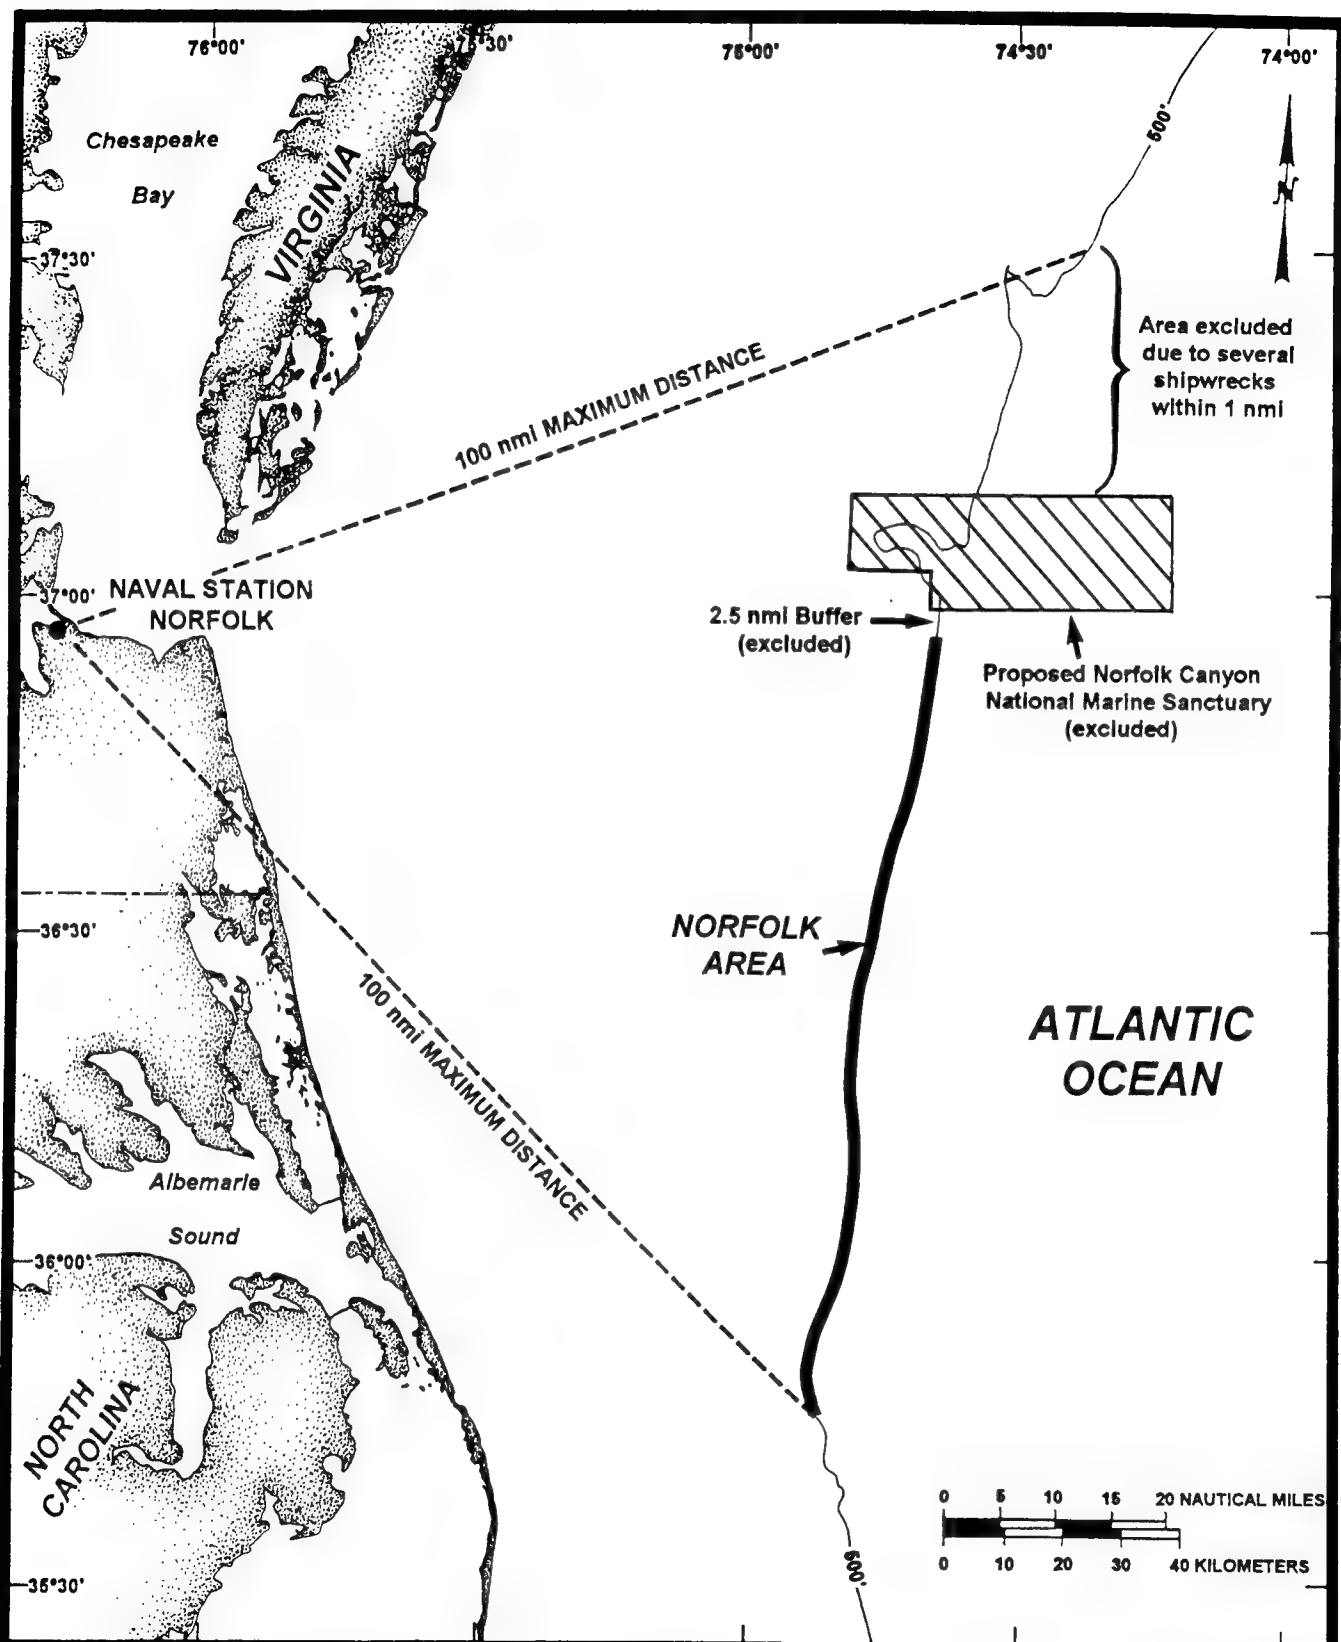 76°00'
75°30'
75°00'
74°30'
74°00'
500'
Chesapeake
Bay
VIRGINIA
N
37°30'
Area excluded
due to several
shipwrecks
within 1 nmi
100 nmi MAXIMUM DISTANCE
37°00'
NAVAL STATION
NORFOLK
2.5 nmi Buffer
(excluded)
Proposed Norfolk Canyon
National Marine Sanctuary
(excluded)
NORFOLK
AREA
36°30'
100 nmi MAXIMUM DISTANCE
ATLANTIC
OCEAN
Albemarle
Sound
36°00'
NORTH
CAROLINA
0 5 10 15 20 NAUTICAL MILES
0 10 20 30 40 KILOMETERS
500'
35°30'